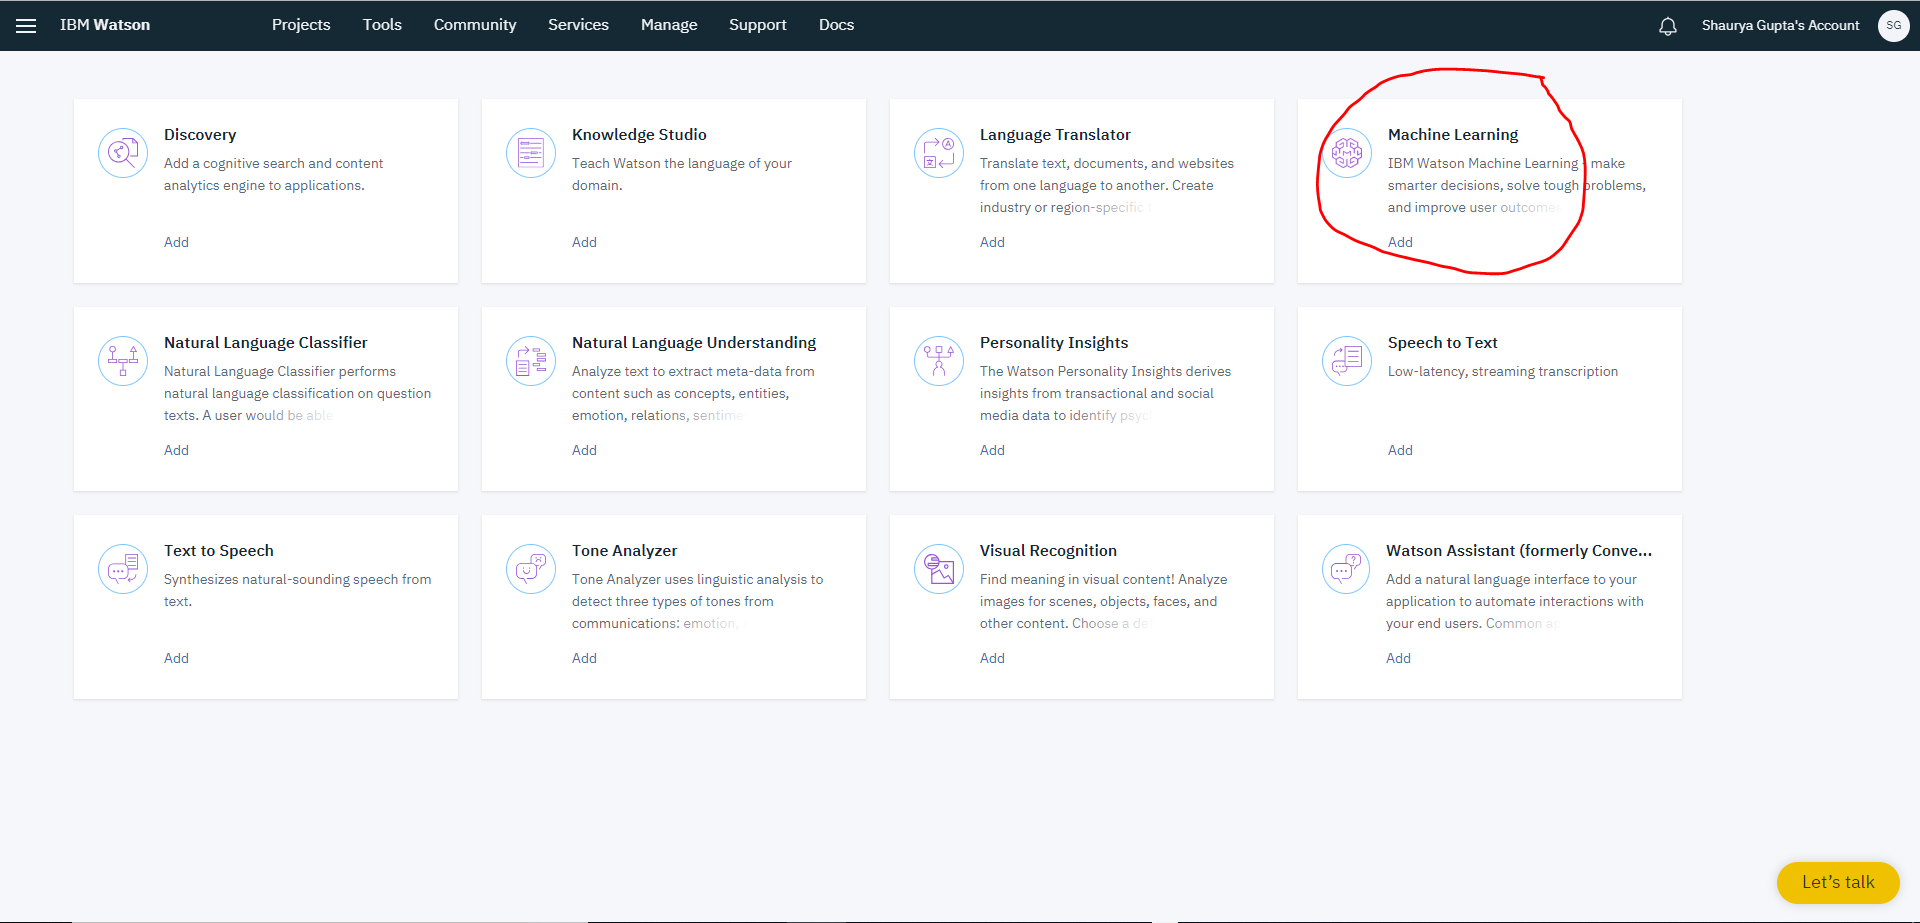 IBM Watson
Projects
Tools
Community
Services
Manage
Support
Docs
Shaurya Gupta's Account
SG
Discovery
Add a cognitive search and content
analytics engine to applications.
Add
Knowledge Studio
Teach Watson the language of your
domain.
Add
Language Translator
Translate text, documents, and websites
from one language to another. Create
industry or region-specific
Add
Machine Learning
IBM Watson Machine Learning - make
smarter decisions, solve tough problems,
and improve user outcomes
Add
Natural Language Classifier
Natural Language Classifier performs
natural language classification on question
texts. A user would be able
Add
Natural Language Understanding
Analyze text to extract meta-data from
content such as concepts, entities,
emotion, relations, sentime
Add
Personality Insights
The Watson Personality Insights derives
insights from transactional and social
media data to identify psyc
Add
Speech to Text
Low-latency, streaming transcription
Add
Text to Speech
Synthesizes natural-sounding speech from
text.
Add
Tone Analyzer
Tone Analyzer uses linguistic analysis to
detect three types of tones from
communications: emotion,
Add
Visual Recognition
Find meaning in visual content! Analyze
images for scenes, objects, faces, and
other content. Choose a de
Add
Watson Assistant (formerly Conve...
Add a natural language interface to your
application to automate interactions with
your end users. Common ap
Add
Let's talk